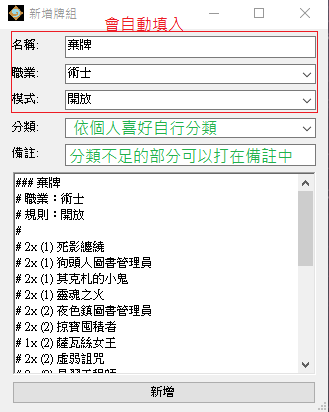 新增牌組
會自動填入
名稱: 棄牌
職業: 術士
模式: 開放
分類: 依個人喜好自行分類
備註: 分類不足的部分可以打在備註中
### 棄牌
# 職業：術士
# 規則：開放
#
# 2x (1) 死影纏繞
# 2x (1) 狗頭人圖書管理員
# 2x (1) 其克札的小鬼
# 2x (1) 靈魂之火
# 2x (2) 夜色鎮圖書管理員
# 2x (2) 掠寶囤積者
# 1x (2) 薩瓦絲女王
# 2x (2) 虛弱詛咒
新增